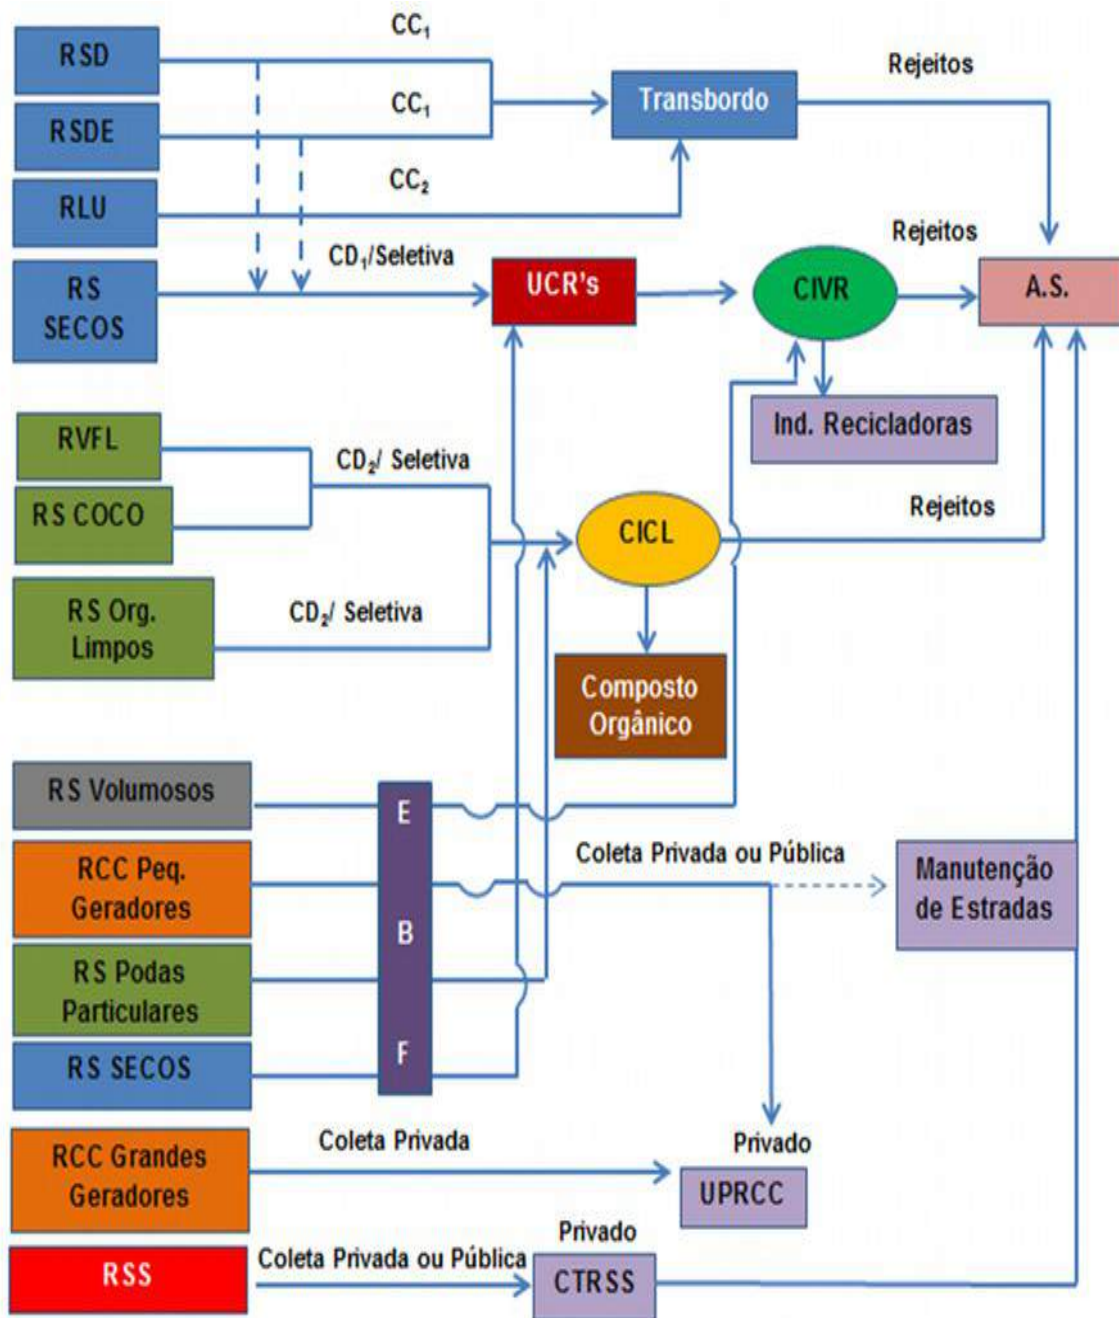 RSD
CC₁
RSDE
CC₁
Transbordo
Rejeitos
RLU
CC₂
RS
SECOS
CD₁/Seletiva
UCR's
CIVR
Rejeitos
A.S.
Ind. Recicladoras
RVFL
CD₂/ Seletiva
RS COCO
CICL
Rejeitos
RS Org.
Limpos
CD₂/ Seletiva
Composto
Orgânico
RS Volumosos
E
B
F
RCC Peq.
Geradores
Coleta Privada ou Pública
Manutenção
de Estradas
RS Podas
Particulares
RS SECOS
RCC Grandes
Geradores
Coleta Privada
Privado
UPRCC
RSS
Coleta Privada ou Pública
Privado
CTRSS